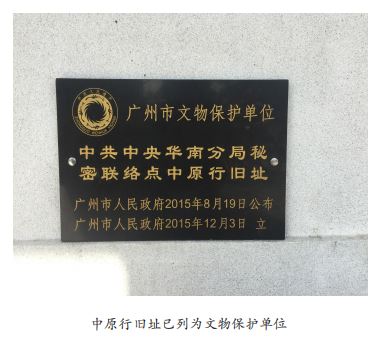 广州市文物保护单位
中共中央华南分局秘
密联络点中原行旧址
广州市人民政府2015年8月19日公布
广州市人民政府2015年12月3日 立
中原行旧址已列为文物保护单位